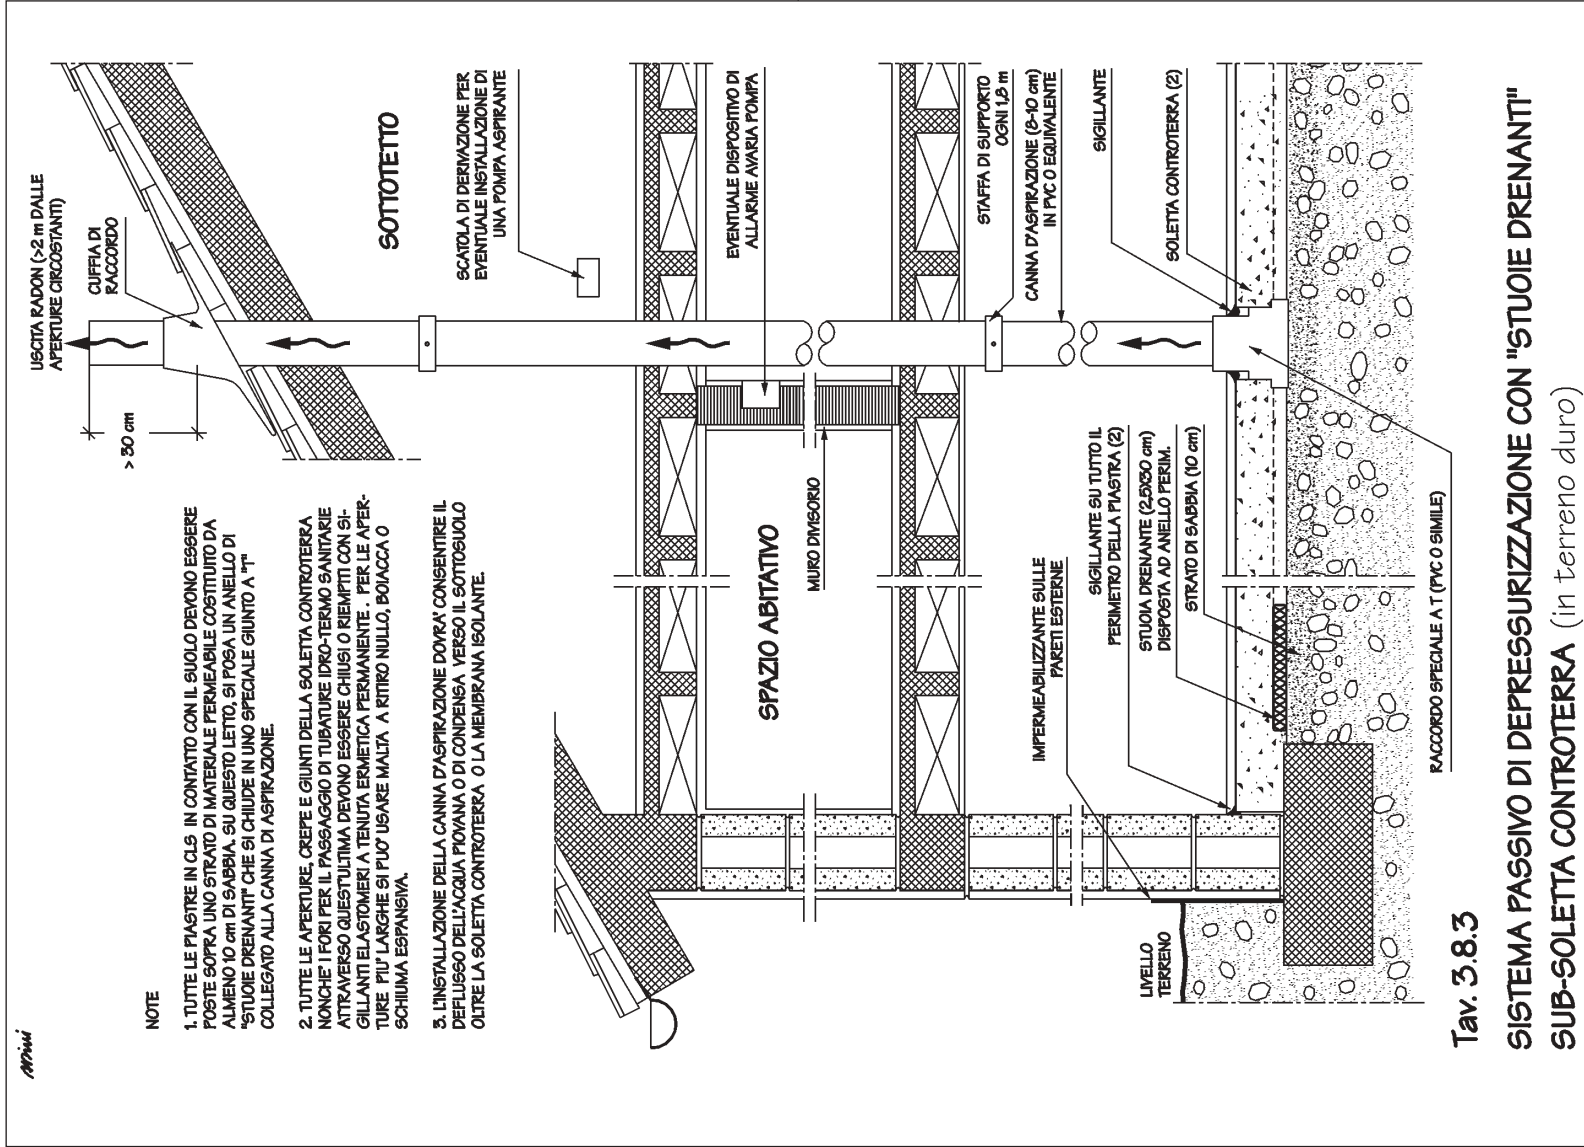 mimi
NOTE
1. TUTTE LE PIASTRE IN CLS IN CONTATTO CON IL SUOLO DEVONO ESSERE
POSTE SOPRA UNO STRATO DI MATERIALE PERMEABILE COSTITUITO DA
ALMENO 10 cm DI SABBIA. SU QUESTO LETTO, SI POSA UN ANELLO DI
"STUOIE DRENANTI" CHE SI CHIUDE IN UNO SPECIALE GIUNTO A "T"
COLLEGATO ALLA CANNA DI ASPIRAZIONE.
2. TUTTE LE APERTURE, CREPE E GIUNTI DELLA SOLETTA CONTROTERRA
NONCHE' I FORI PER IL PASSAGGIO DI TUBATURE IDRO-TERMO SANITARIE
ATTRAVERSO QUEST'ULTIMA DEVONO ESSERE CHIUSI O RIEMPITI CON SI-
GILLANTI ELASTOMERI A TENUTA ERMETICA PERMANENTE . PER LE APER-
TURE PIU' LARGHE SI PUO' USARE MALTA A RITIRO NULLO, BOIACCA O
SCHIUMA ESPANSIVA.
3. L'INSTALLAZIONE DELLA CANNA D'ASPIRAZIONE DOVRA' CONSENTIRE IL
DEFLUSSO DELL'ACQUA PIOVANA O DI CONDENSA VERSO IL SOTTOSUOLO
OLTRE LA SOLETTA CONTROTERRA O LA MEMBRANA ISOLANTE.
> 30 cm
USCITA RADON (>2 m DALLE
APERTURE CIRCOSTANTI)
CUFFIA DI
RACCORDO
SOTTOTETTO
SCATOLA DI DERIVAZIONE PER
EVENTUALE INSTALLAZIONE DI
UNA POMPA ASPIRANTE
EVENTUALE DISPOSITIVO DI
ALLARME AVARIA POMPA
SPAZIO ABITATIVO
MURO DIVISORIO
STAFFA DI SUPPORTO
OGNI 1,8 m
CANNA D'ASPIRAZIONE (8-10 cm)
IN PVC O EQUIVALENTE
SIGILLANTE
SOLETTA CONTROTERRA (2)
IMPERMEABILIZZANTE SULLE
PARETI ESTERNE
SIGILLANTE SU TUTTO IL
PERIMETRO DELLA PIASTRA (2)
STUOIA DRENANTE (2,5X30 cm)
DISPOSTA AD ANELLO PERIM.
STRATO DI SABBIA (10 cm)
LIVELLO
TERRENO
RACCORDO SPECIALE A T (PVC O SIMILE)
Tav. 3.8.3
SISTEMA PASSIVO DI DEPRESSURIZZAZIONE CON "STUOIE DRENANTI"
SUB-SOLETTA CONTROTERRA (in terreno duro)